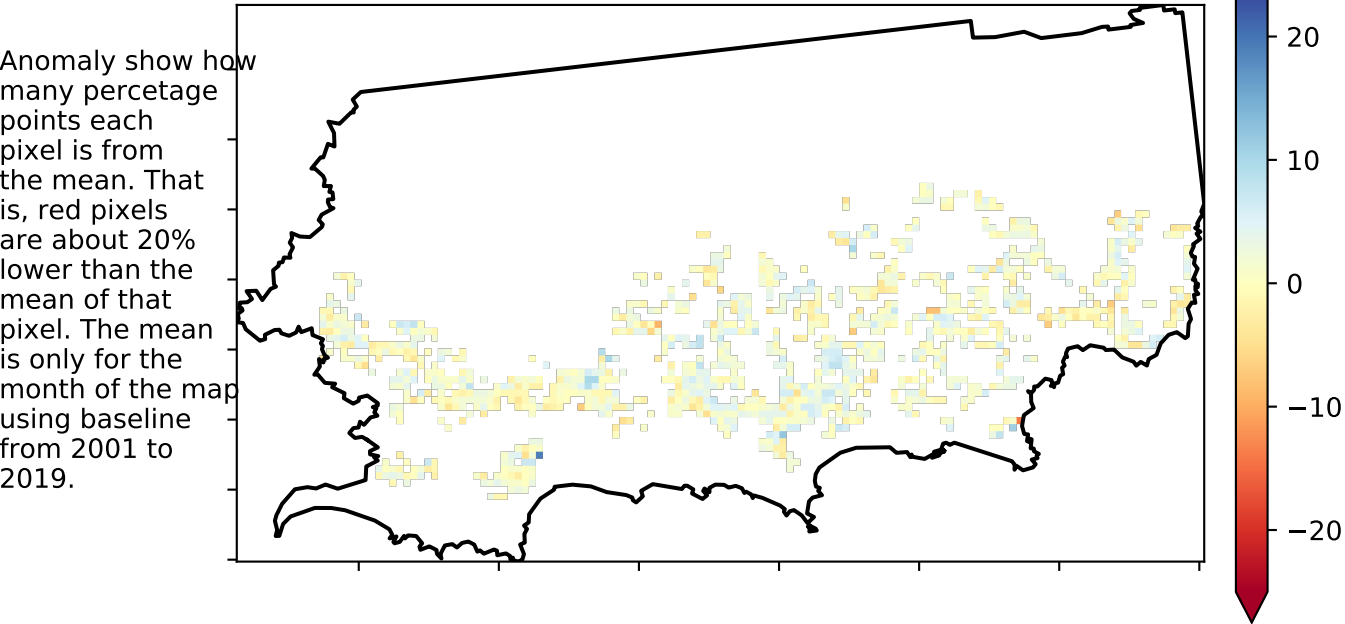 Anomaly show how
many percetage
points each
pixel is from
the mean. That
is, red pixels
are about 20%
lower than the
mean of that
pixel. The mean
is only for the
month of the map
using baseline
from 2001 to
2019.
20
10
0
−10
−20